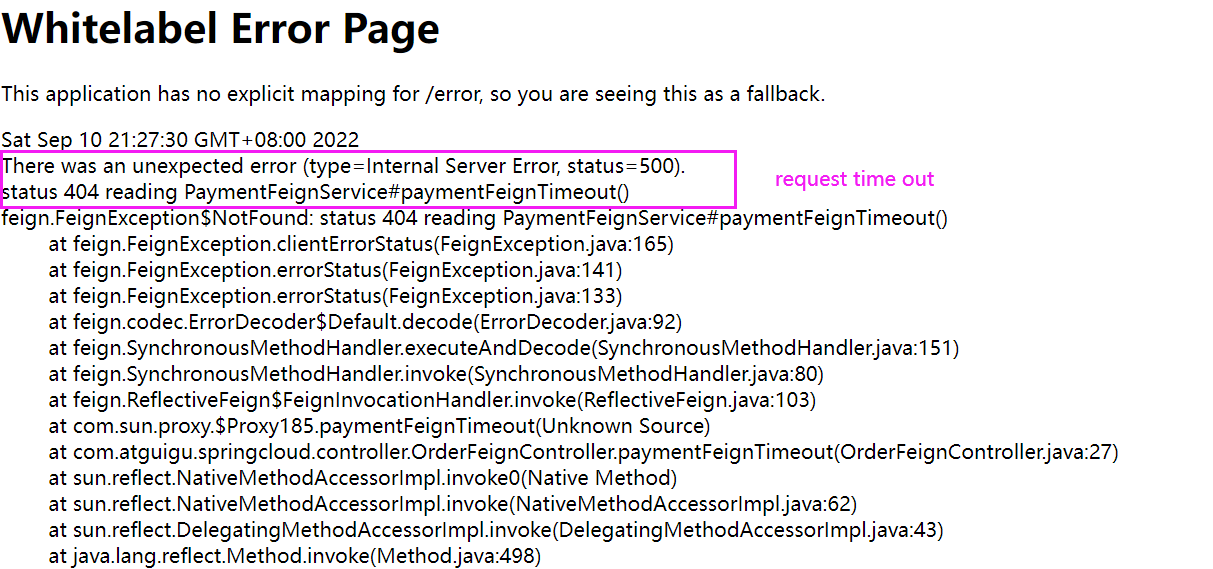 Whitelabel Error Page
This application has no explicit mapping for /error, so you are seeing this as a fallback.
Sat Sep 10 21:27:30 GMT+08:00 2022
There was an unexpected error (type=Internal Server Error, status=500).
request time out
status 404 reading PaymentFeignService#paymentFeignTimeout()
feign.FeignException$NotFound: status 404 reading PaymentFeignService#paymentFeignTimeout()
at feign.FeignException.clientErrorStatus(FeignException.java:165)
at feign.FeignException.errorStatus(FeignException.java:141)
at feign.FeignException.errorStatus(FeignException.java:133)
at feign.codec.ErrorDecoder$Default.decode(ErrorDecoder.java:92)
at feign.SynchronousMethodHandler.executeAndDecode(SynchronousMethodHandler.java:151)
at feign.SynchronousMethodHandler.invoke(SynchronousMethodHandler.java:80)
at feign.ReflectiveFeign$FeignInvocationHandler.invoke(ReflectiveFeign.java:103)
at com.sun.proxy.$Proxy185.paymentFeignTimeout(Unknown Source)
at com.atguigu.springcloud.controller.OrderFeignController.paymentFeignTimeout(OrderFeignController.java:27)
at sun.reflect.NativeMethodAccessorImpl.invoke0(Native Method)
at sun.reflect.NativeMethodAccessorImpl.invoke(NativeMethodAccessorImpl.java:62)
at sun.reflect.DelegatingMethodAccessorImpl.invoke(DelegatingMethodAccessorImpl.java:43)
at java.lang.reflect.Method.invoke(Method.java:498)